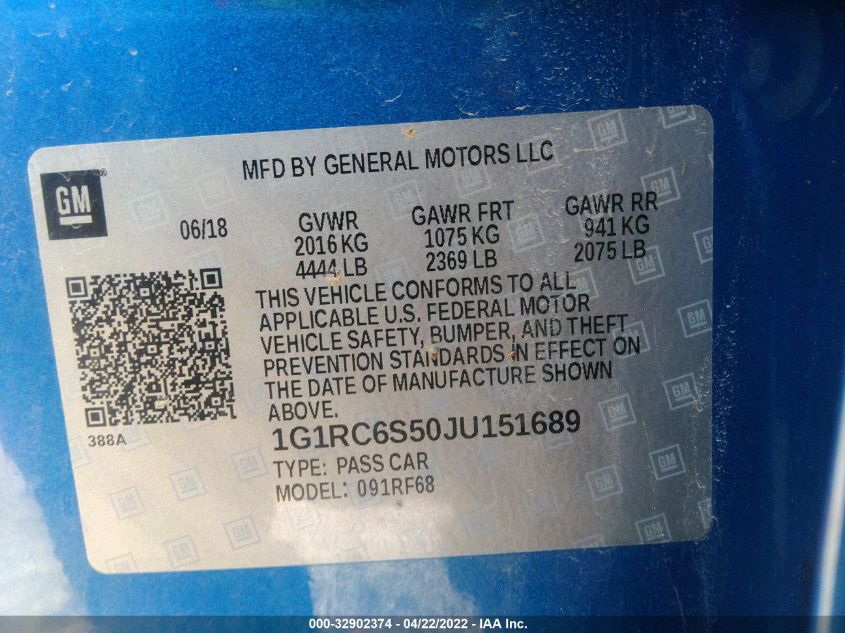 MFD BY GENERAL MOTORS LLC
GM
06/18
GVWR
2016 KG
4444 LB
GAWR FRT
1075 KG
2369 LB
GAWR RR
941 KG
2075 LB
THIS VEHICLE CONFORMS TO ALL
APPLICABLE U.S. FEDERAL MOTOR
VEHICLE SAFETY, BUMPER, AND THEFT
PREVENTION STANDARDS IN EFFECT ON
THE DATE OF MANUFACTURE SHOWN
ABOVE.
388A
1G1RC6S50JU151689
TYPE: PASS CAR
MODEL: 091RF68
000-32902374 - 04/22/2022 - IAA Inc.